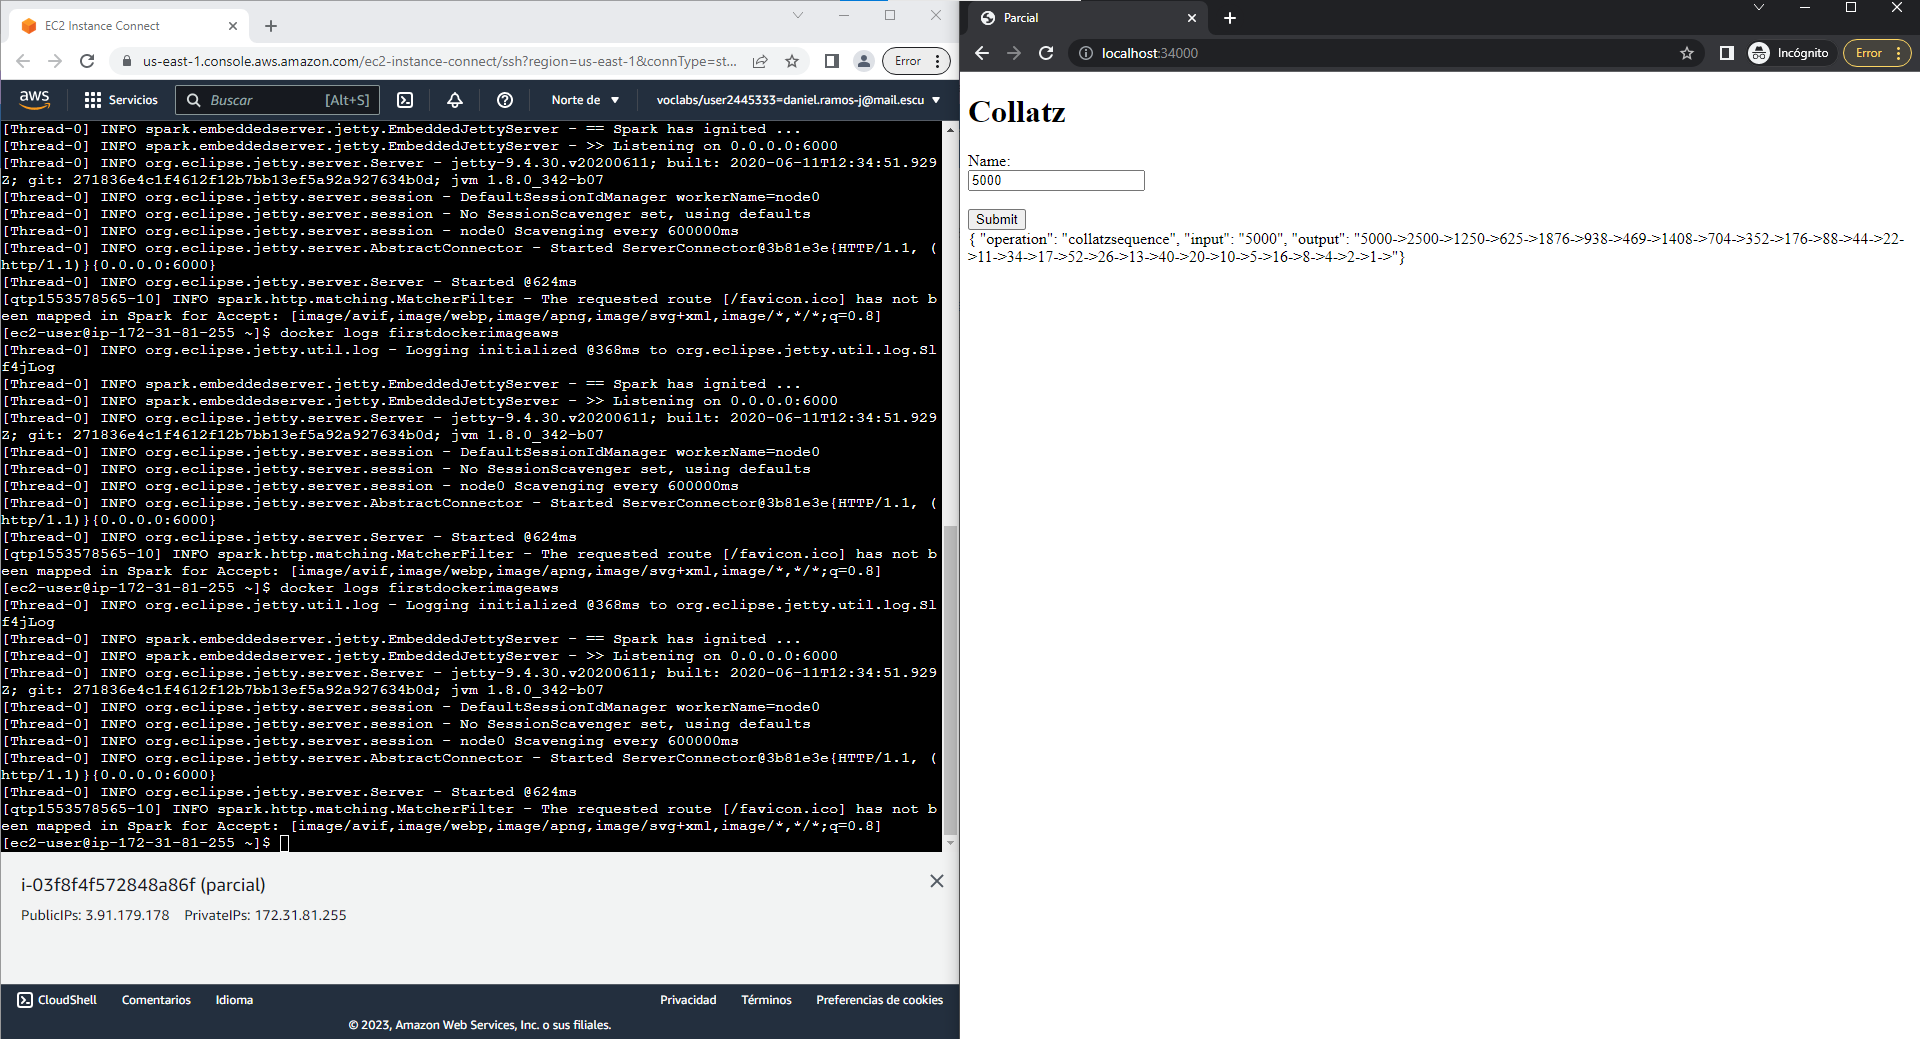 EC2 Instance Connect
us-east-1.console.aws.amazon.com/ec2-instance-connect/ssh?region=us-east-1&connType=st...
Error
aws
Servicios
Buscar
[Alt+S]
Norte de
voclabs/user2445333=daniel.ramos-j@mail.escu
[Thread-0] INFO spark.embeddedserver.jetty.EmbeddedJettyServer - == Spark has ignited ...
[Thread-0] INFO spark.embeddedserver.jetty.EmbeddedJettyServer - >> Listening on 0.0.0.0:6000
[Thread-0] INFO org.eclipse.jetty.server.Server - jetty-9.4.30.v20200611; built: 2020-06-11T12:34:51.929
Z; git: 271836e4c1f4612f12b7bb13ef5a92a927634b0d; jvm 1.8.0_342-b07
[Thread-0] INFO org.eclipse.jetty.server.session - DefaultSessionIdManager workerName=node0
[Thread-0] INFO org.eclipse.jetty.server.session - No SessionScavenger set, using defaults
[Thread-0] INFO org.eclipse.jetty.server.session - node0 Scavenging every 600000ms
[Thread-0] INFO org.eclipse.jetty.server.AbstractConnector - Started ServerConnector@3b81e3e{HTTP/1.1, (
http/1.1)}{0.0.0.0:6000}
[Thread-0] INFO org.eclipse.jetty.server.Server - Started @624ms
[qtp1553578565-10] INFO spark.http.matching.MatcherFilter - The requested route [/favicon.ico] has not b
een mapped in Spark for Accept: [image/avif,image/webp,image/apng,image/svg+xml,image/*,*/*;q=0.8]
[ec2-user@ip-172-31-81-255 ~]$ docker logs firstdockerimageaws
[Thread-0] INFO org.eclipse.jetty.util.log - Logging initialized @368ms to org.eclipse.jetty.util.log.Sl
f4jLog
[Thread-0] INFO spark.embeddedserver.jetty.EmbeddedJettyServer - == Spark has ignited ...
[Thread-0] INFO spark.embeddedserver.jetty.EmbeddedJettyServer - >> Listening on 0.0.0.0:6000
[Thread-0] INFO org.eclipse.jetty.server.Server - jetty-9.4.30.v20200611; built: 2020-06-11T12:34:51.929
Z; git: 271836e4c1f4612f12b7bb13ef5a92a927634b0d; jvm 1.8.0_342-b07
[Thread-0] INFO org.eclipse.jetty.server.session - DefaultSessionIdManager workerName=node0
[Thread-0] INFO org.eclipse.jetty.server.session - No SessionScavenger set, using defaults
[Thread-0] INFO org.eclipse.jetty.server.session - node0 Scavenging every 600000ms
[Thread-0] INFO org.eclipse.jetty.server.AbstractConnector - Started ServerConnector@3b81e3e{HTTP/1.1, (
http/1.1)}{0.0.0.0:6000}
[Thread-0] INFO org.eclipse.jetty.server.Server - Started @624ms
[qtp1553578565-10] INFO spark.http.matching.MatcherFilter - The requested route [/favicon.ico] has not b
een mapped in Spark for Accept: [image/avif,image/webp,image/apng,image/svg+xml,image/*,*/*;q=0.8]
[ec2-user@ip-172-31-81-255 ~]$ docker logs firstdockerimageaws
[Thread-0] INFO org.eclipse.jetty.util.log - Logging initialized @368ms to org.eclipse.jetty.util.log.Sl
f4jLog
[Thread-0] INFO spark.embeddedserver.jetty.EmbeddedJettyServer - == Spark has ignited ...
[Thread-0] INFO spark.embeddedserver.jetty.EmbeddedJettyServer - >> Listening on 0.0.0.0:6000
[Thread-0] INFO org.eclipse.jetty.server.Server - jetty-9.4.30.v20200611; built: 2020-06-11T12:34:51.929
Z; git: 271836e4c1f4612f12b7bb13ef5a92a927634b0d; jvm 1.8.0_342-b07
[Thread-0] INFO org.eclipse.jetty.server.session - DefaultSessionIdManager workerName=node0
[Thread-0] INFO org.eclipse.jetty.server.session - No SessionScavenger set, using defaults
[Thread-0] INFO org.eclipse.jetty.server.session - node0 Scavenging every 600000ms
[Thread-0] INFO org.eclipse.jetty.server.AbstractConnector - Started ServerConnector@3b81e3e{HTTP/1.1, (
http/1.1)}{0.0.0.0:6000}
[Thread-0] INFO org.eclipse.jetty.server.Server - Started @624ms
[qtp1553578565-10] INFO spark.http.matching.MatcherFilter - The requested route [/favicon.ico] has not b
een mapped in Spark for Accept: [image/avif,image/webp,image/apng,image/svg+xml,image/*,*/*;q=0.8]
[ec2-user@ip-172-31-81-255 ~]$
i-03f8f4f572848a86f (parcial)
PublicIPs: 3.91.179.178 PrivateIPs: 172.31.81.255
CloudShell Comentarios Idioma Privacidad Términos Preferencias de cookies
© 2023, Amazon Web Services, Inc. o sus filiales.
Parcial
localhost:34000
Incógnito
Error
Collatz
Name:
5000
Submit
{ "operation": "collatzsequence", "input": "5000", "output": "5000->2500->1250->625->1876->938->469->1408->704->352->176->88->44->22-
>11->34->17->52->26->13->40->20->10->5->16->8->4->2->1->"}